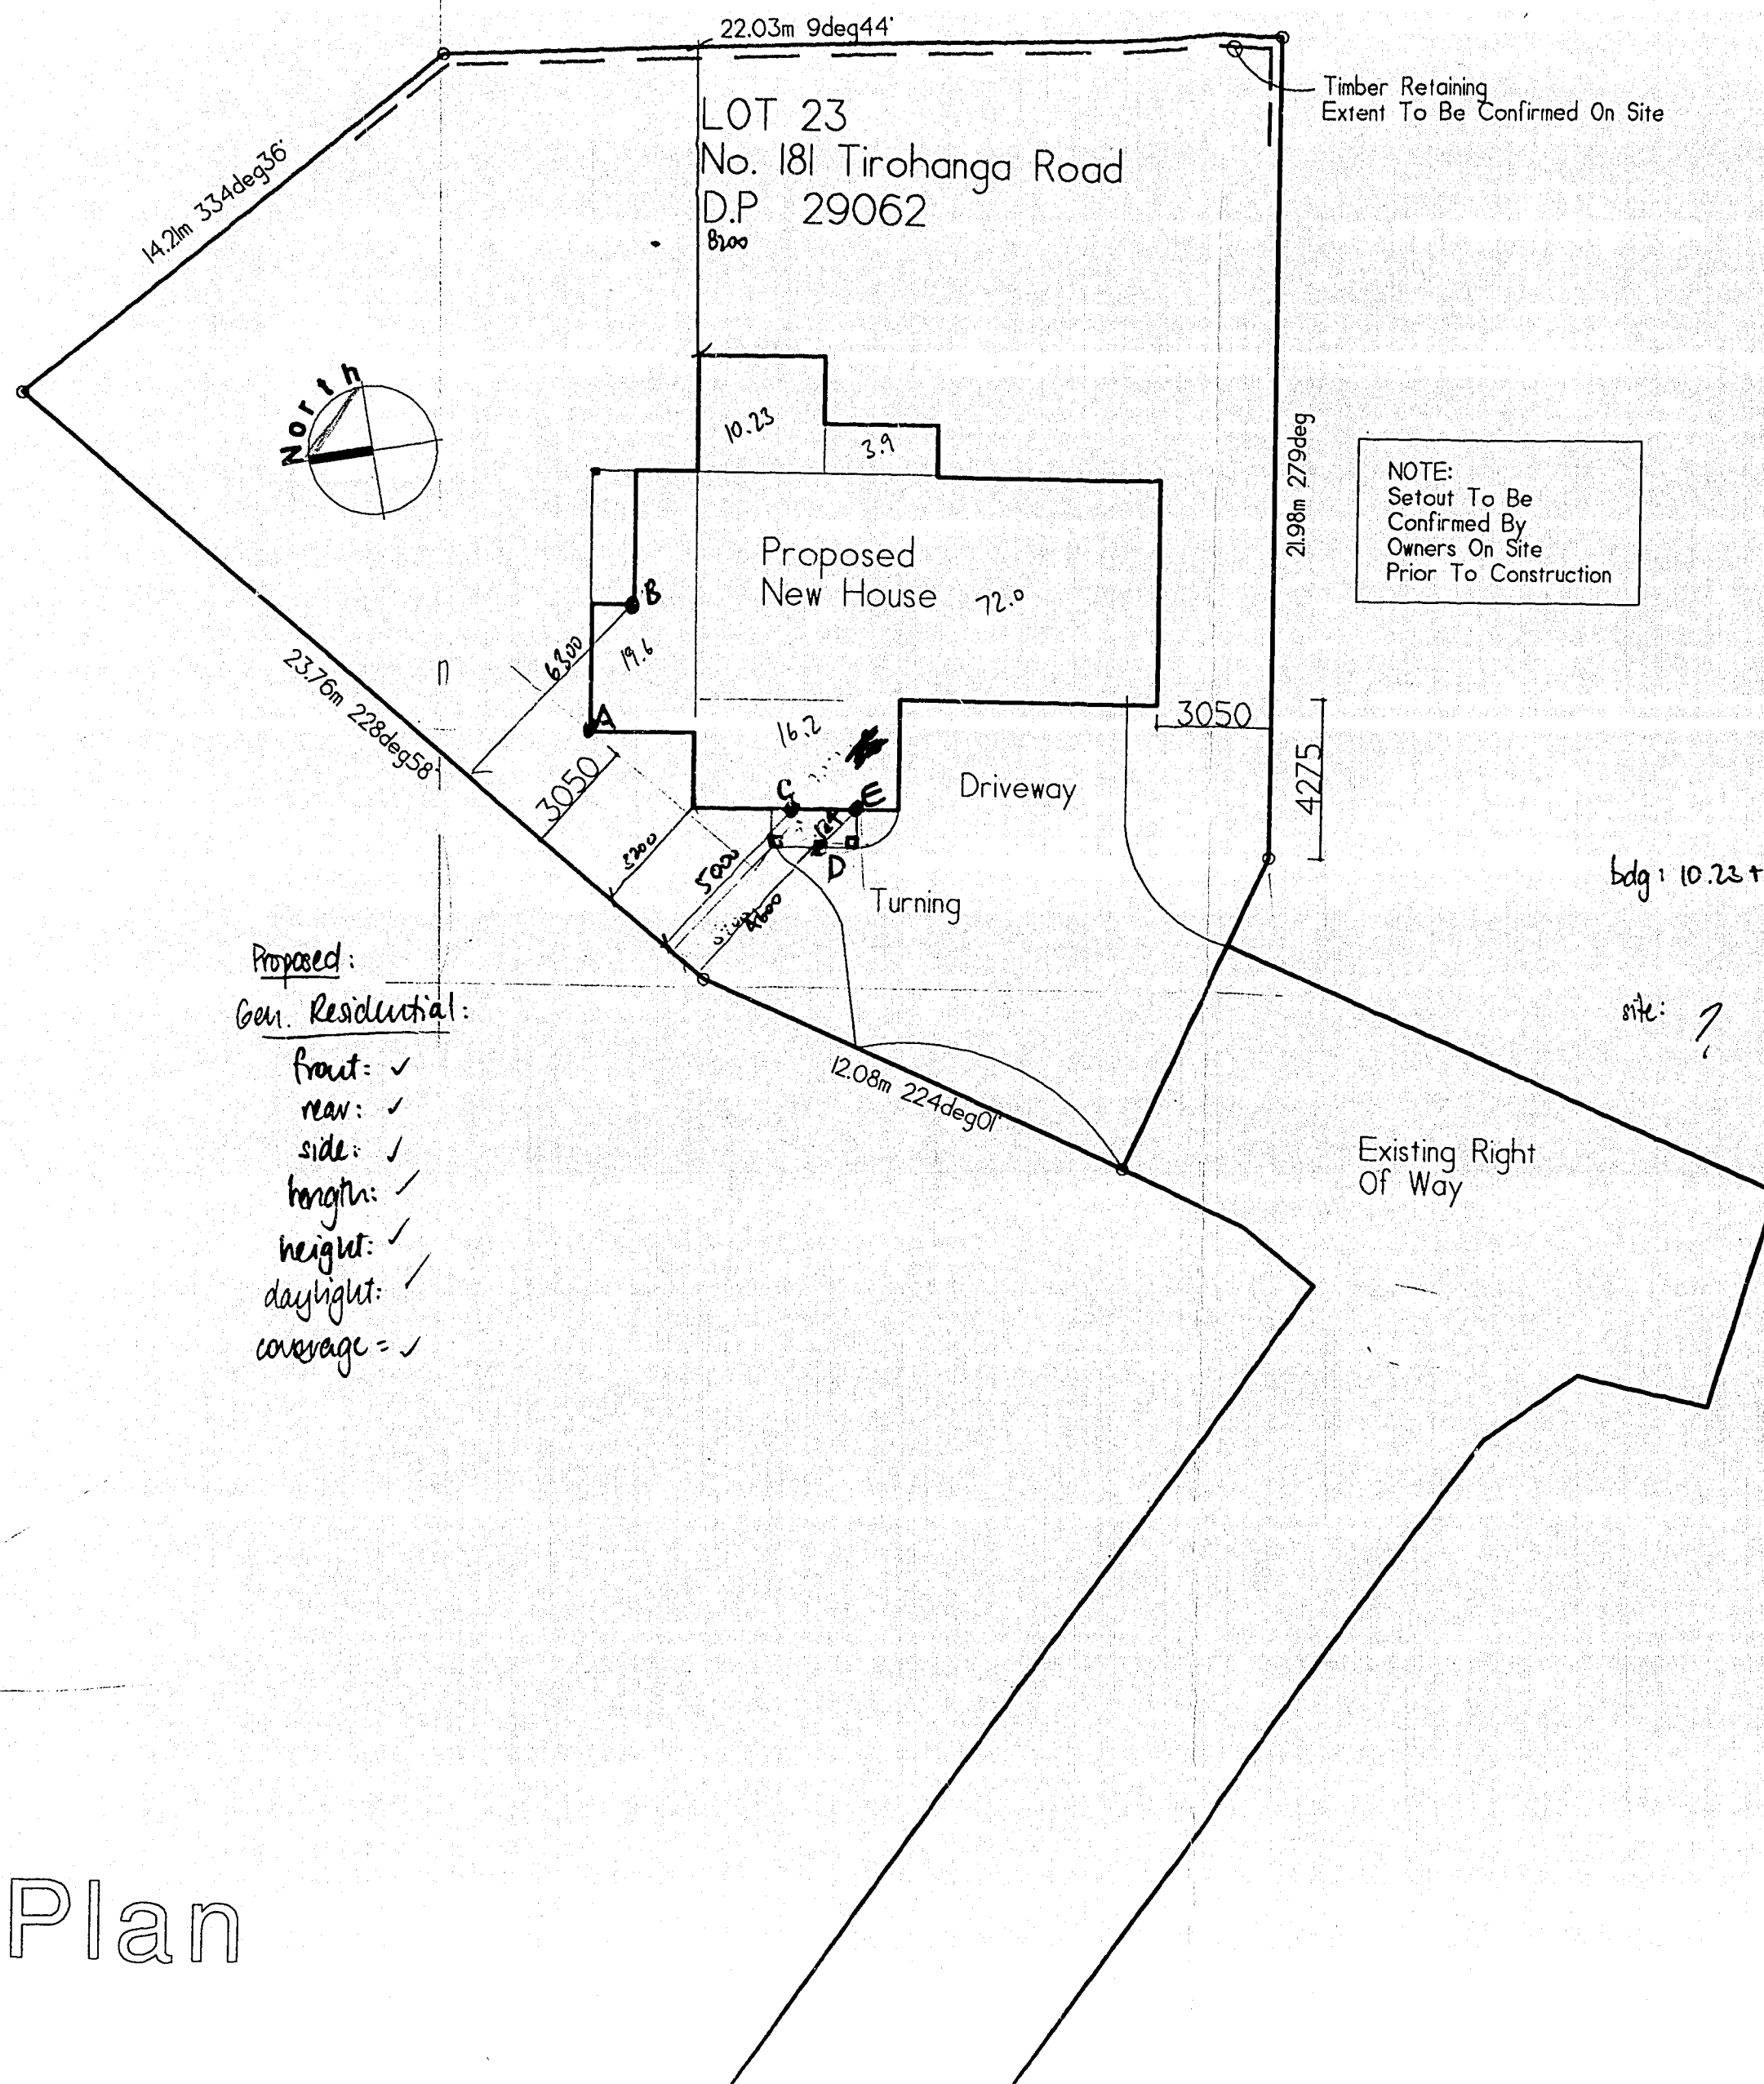 22.03m 9deg44'
Timber Retaining
Extent To Be Confirmed On Site
LOT 23
No. 181 Tirohanga Road
D.P 29062
8200
14.21m 334deg36'
North
10.23
3.9
21.98m 279deg
NOTE:
Setout To Be
Confirmed By
Owners On Site
Prior To Construction
Proposed
New House 72.0
B
6300
19.6
23.76m 228deg58'
A
16.2
3050
3050
4275
Driveway
C
E
D
3200
5000
4600
Turning
bdg: 10.23+
site: ?
Proposed:
Gen. Residential:
front: ✓
rear: ✓
side: ✓
length: ✓
height: ✓
daylight: ✓
coverage = ✓
12.08m 224deg01'
Existing Right
Of Way
Plan